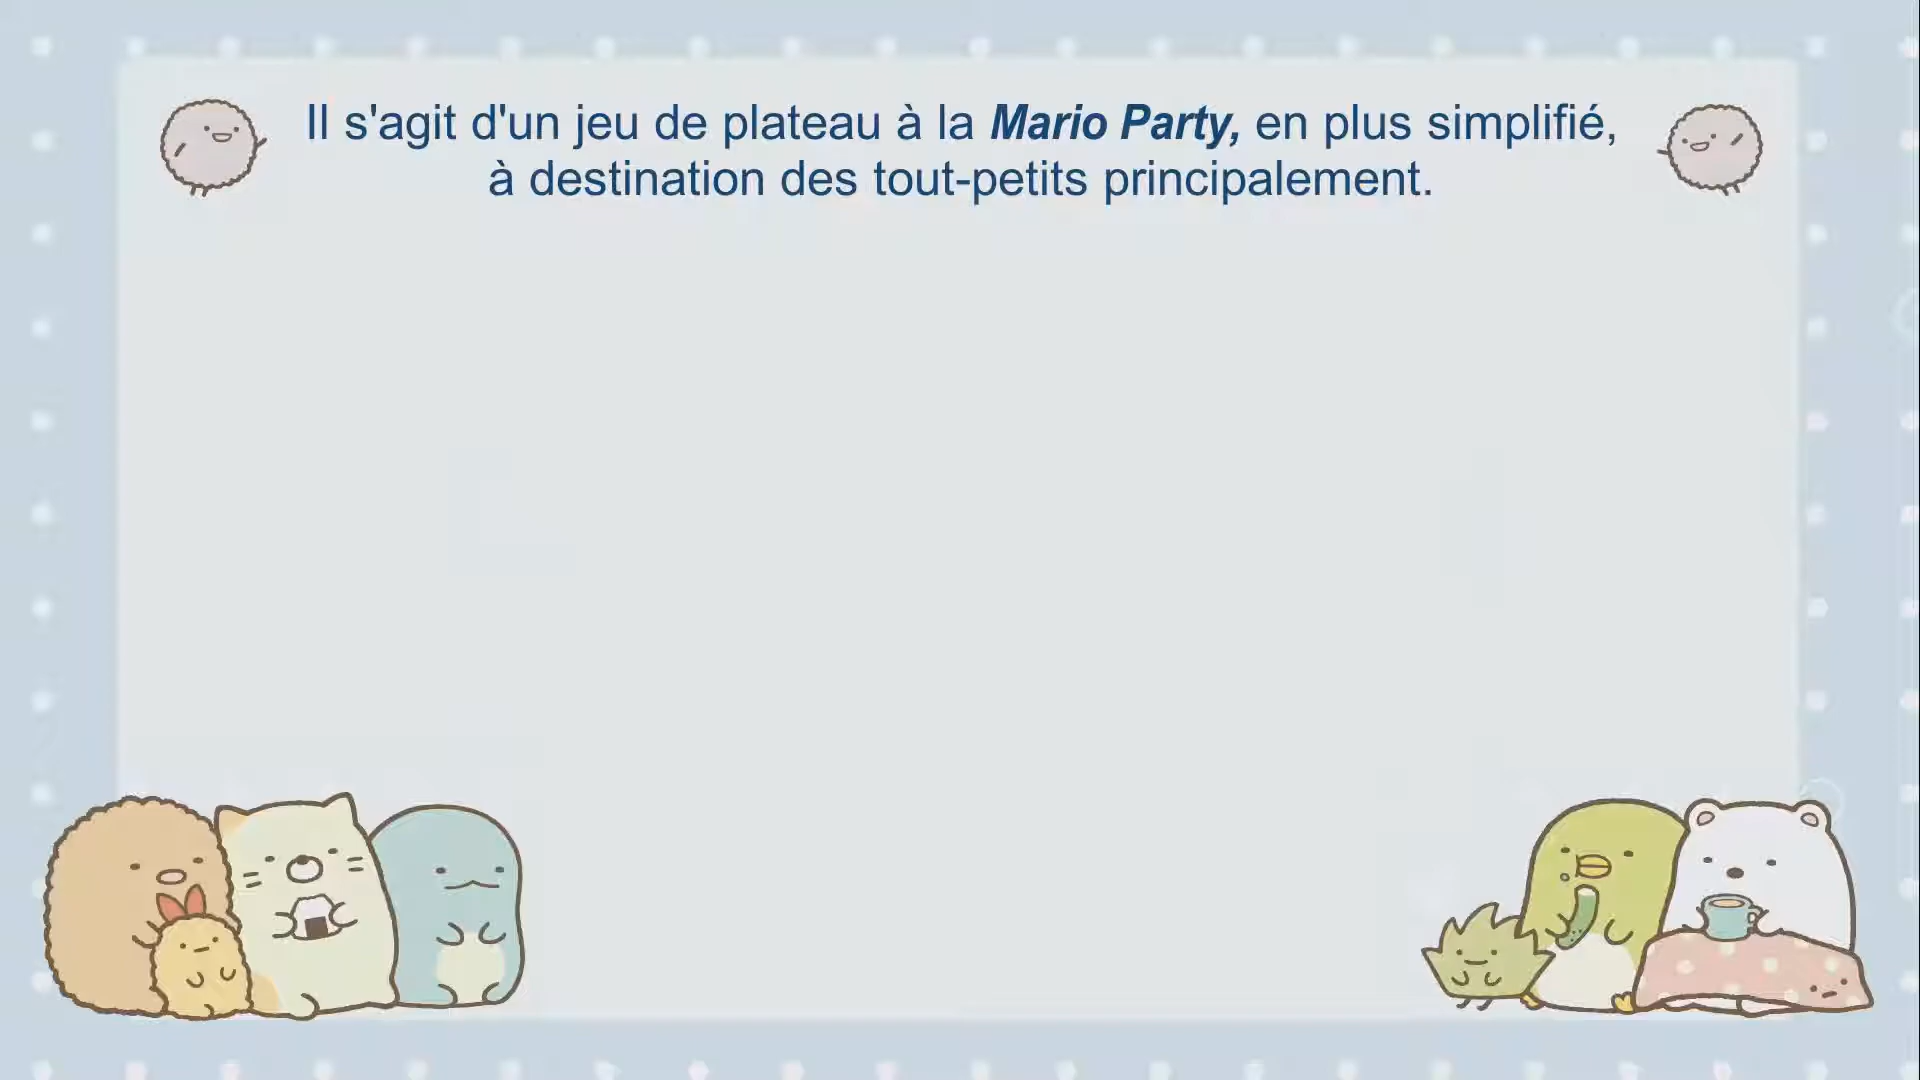 Il s'agit d'un jeu de plateau à la Mario Party, en plus simplifié,
à destination des tout-petits principalement.